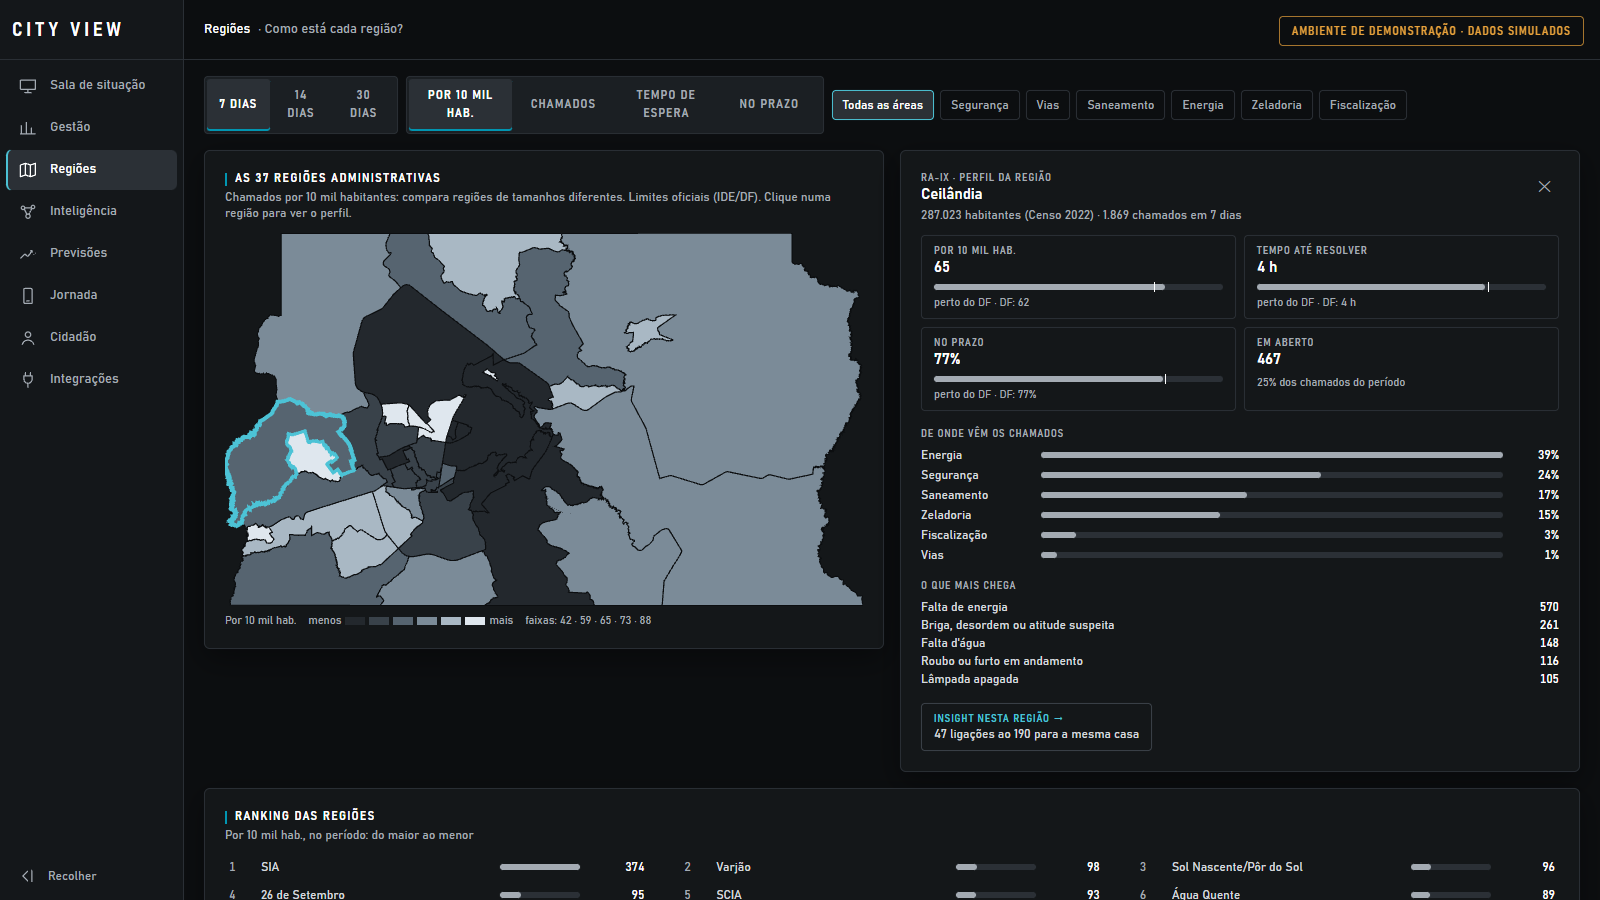 CITY VIEW
Regiões · Como está cada região?
AMBIENTE DE DEMONSTRAÇÃO · DADOS SIMULADOS
Sala de situação
Gestão
Regiões
Inteligência
Previsões
Jornada
Cidadão
Integrações
Recolher
7 DIAS
14
DIAS
30
DIAS
POR 10 MIL
HAB.
CHAMADOS
TEMPO DE
ESPERA
NO PRAZO
Todas as áreas
Segurança
Vias
Saneamento
Energia
Zeladoria
Fiscalização
AS 37 REGIÕES ADMINISTRATIVAS
Chamados por 10 mil habitantes: compara regiões de tamanhos diferentes. Limites oficiais (IDE/DF). Clique numa
região para ver o perfil.
Por 10 mil hab. menos mais faixas: 42 · 59 · 65 · 73 · 88
RA-IX · PERFIL DA REGIÃO
Ceilândia
287.023 habitantes (Censo 2022) · 1.869 chamados em 7 dias
POR 10 MIL HAB.
65
perto do DF · DF: 62
TEMPO ATÉ RESOLVER
4 h
perto do DF · DF: 4 h
NO PRAZO
77%
perto do DF · DF: 77%
EM ABERTO
467
25% dos chamados do período
DE ONDE VÊM OS CHAMADOS
Energia 39%
Segurança 24%
Saneamento 17%
Zeladoria 15%
Fiscalização 3%
Vias 1%
O QUE MAIS CHEGA
Falta de energia 570
Briga, desordem ou atitude suspeita 261
Falta d'água 148
Roubo ou furto em andamento 116
Lâmpada apagada 105
INSIGHT NESTA REGIÃO →
47 ligações ao 190 para a mesma casa
RANKING DAS REGIÕES
Por 10 mil hab., no período: do maior ao menor
1 SIA 374 2 Varjão 98 3 Sol Nascente/Pôr do Sol 96
4 26 de Setembro 95 5 SCIA 93 6 Água Quente 89